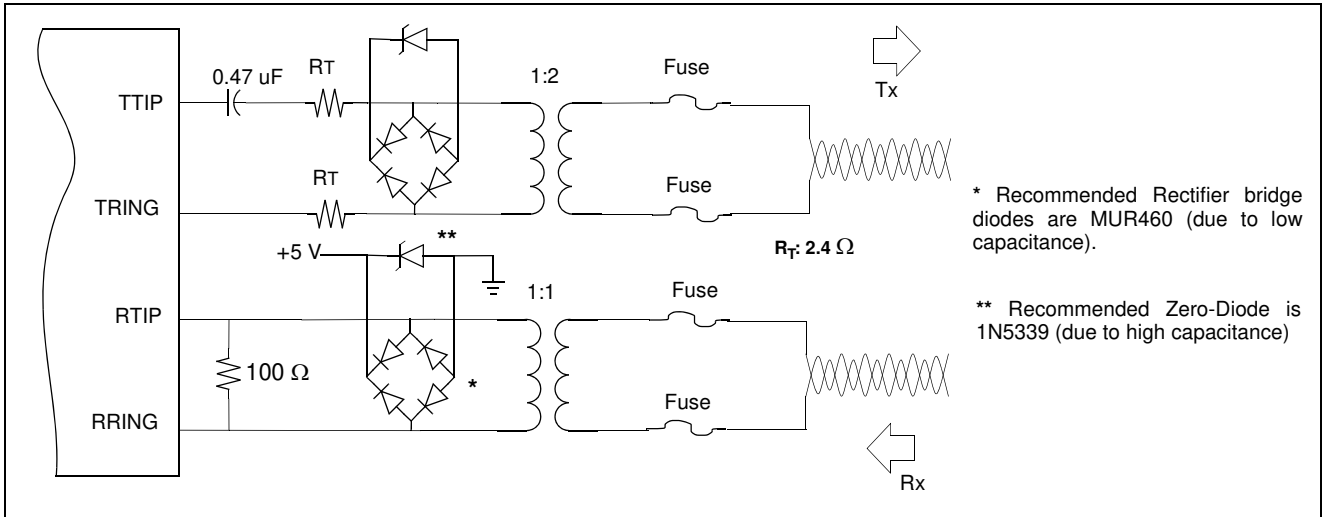 0.47 uF
RT
1:2
Fuse
Tx
TTIP
RT
Fuse
TRING
RT: 2.4 Ω
* Recommended Rectifier bridge
diodes are MUR460 (due to low
capacitance).
**
+5 V
1:1
Fuse
RTIP
** Recommended Zero-Diode is
1N5339 (due to high capacitance)
100 Ω
*
Fuse
RRING
Rx